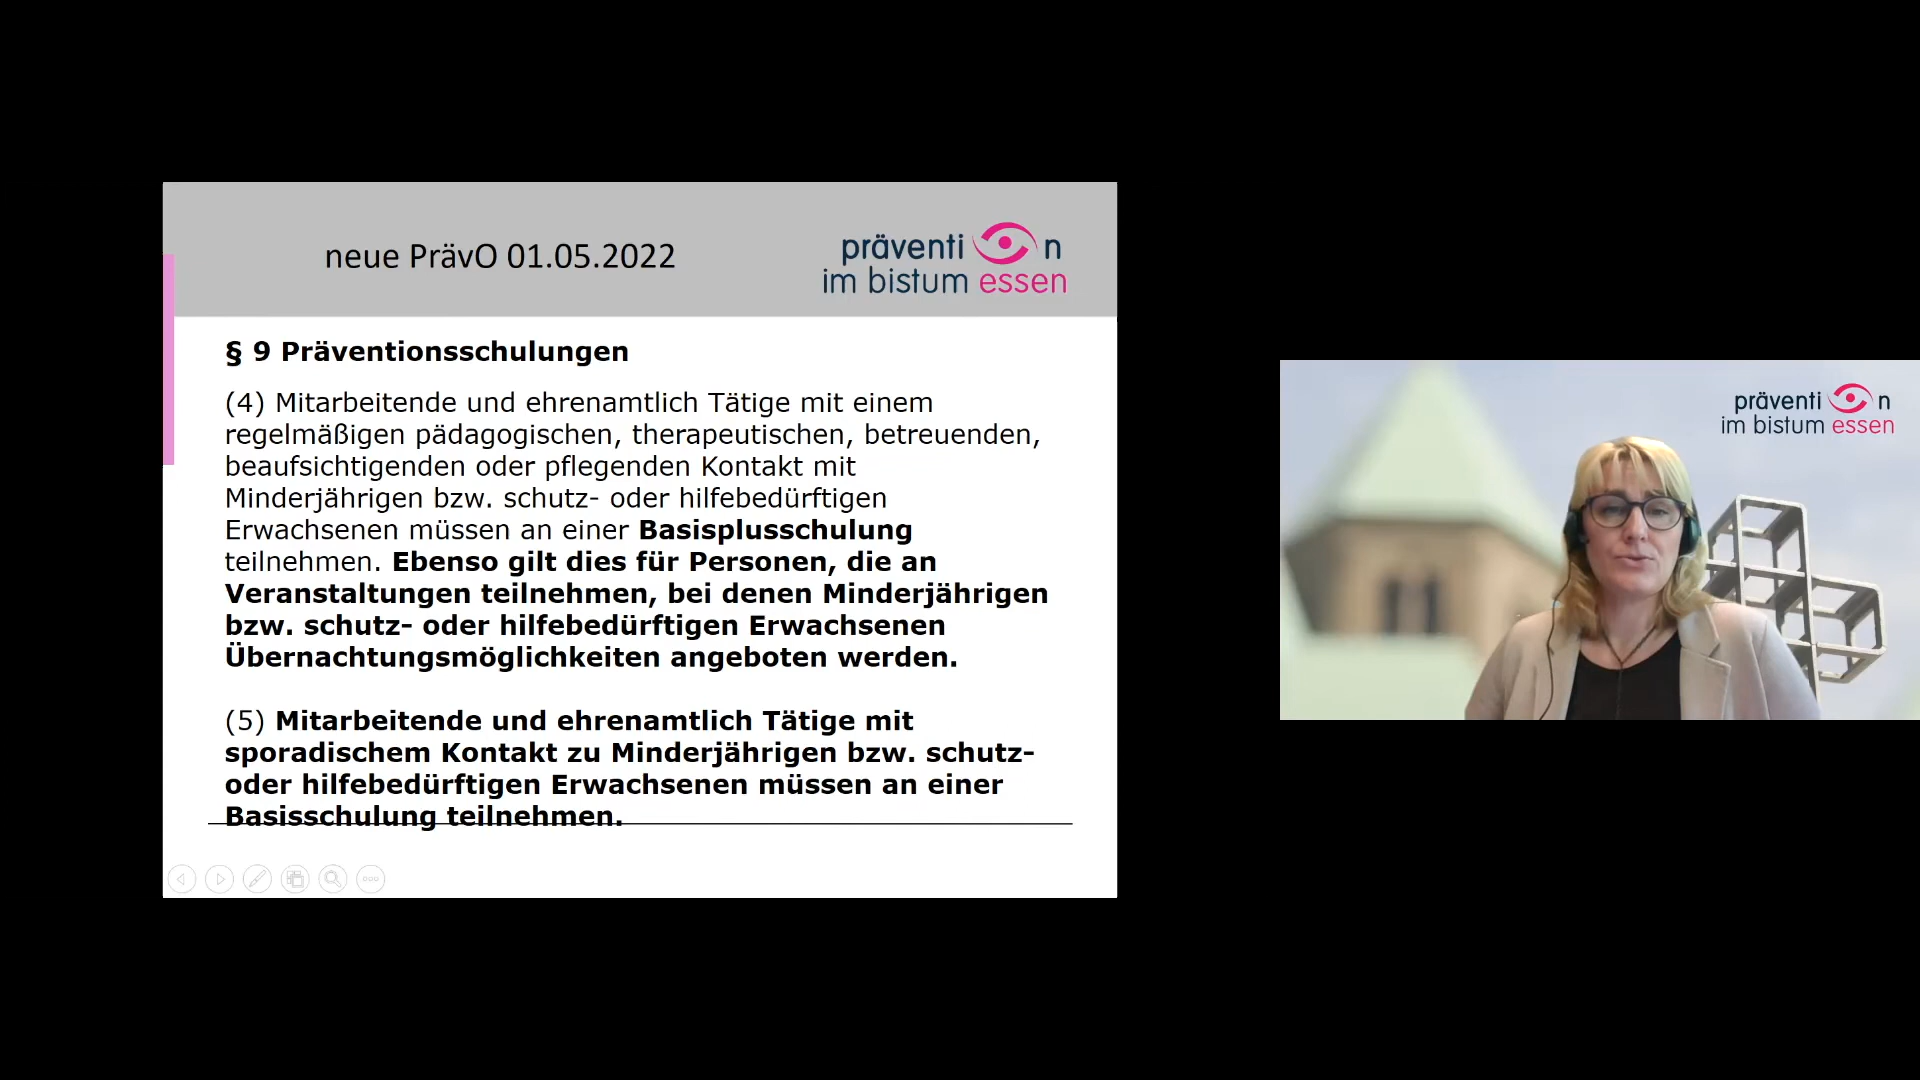 neue PrävO 01.05.2022
präventi n
im bistum essen
§ 9 Präventionsschulungen
(4) Mitarbeitende und ehrenamtlich Tätige mit einem
regelmäßigen pädagogischen, therapeutischen, betreuenden,
beaufsichtigenden oder pflegenden Kontakt mit
Minderjährigen bzw. schutz- oder hilfebedürftigen
Erwachsenen müssen an einer Basisplusschulung
teilnehmen. Ebenso gilt dies für Personen, die an
Veranstaltungen teilnehmen, bei denen Minderjährigen
bzw. schutz- oder hilfebedürftigen Erwachsenen
Übernachtungsmöglichkeiten angeboten werden.
(5) Mitarbeitende und ehrenamtlich Tätige mit
sporadischem Kontakt zu Minderjährigen bzw. schutz-
oder hilfebedürftigen Erwachsenen müssen an einer
Basisschulung teilnehmen.
präventi n
im bistum essen